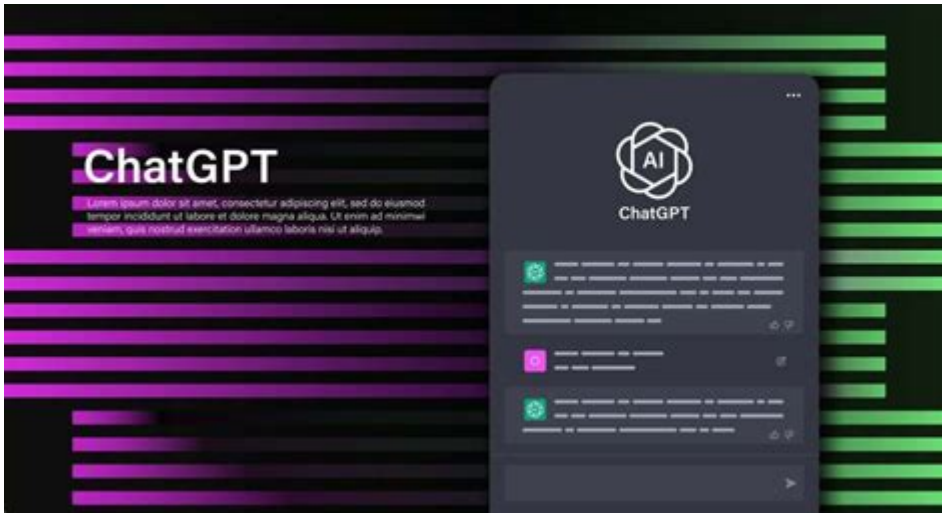 ChatGPT
Lorem ipsum dolor sit amet, consectetur adipiscing elit, sed do eiusmod
tempor incididunt ut labore et dolore magna aliqua. Ut enim ad minimwi
veniam, quis nostrud exercitation ullamco laboris nisi ut aliquip.
AI
ChatGPT